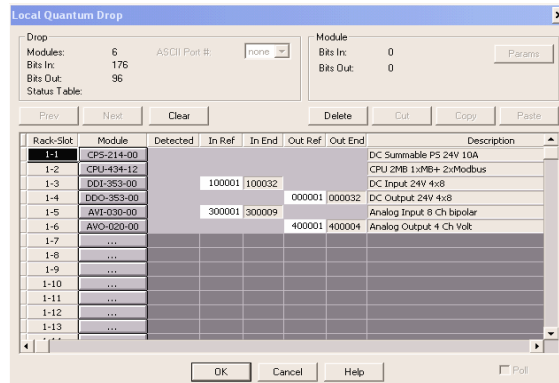 Local Quantum Drop
Drop
Modules: 6 ASCII Port #: none
Bits In: 176
Bits Out: 96
Status Table:
Module
Bits In: 0
Bits Out: 0
Params
Prev Next Clear Delete Cut Copy Paste
Rack-Slot Module Detected In Ref In End Out Ref Out End Description
1-1 CPS-214-00 DC Summable PS 24V 10A
1-2 CPU-434-12 CPU 2MB 1xMB+ 2xModbus
1-3 DDI-353-00 100001 100032 DC Input 24V 4x8
1-4 DDO-353-00 000001 000032 DC Output 24V 4x8
1-5 AVI-030-00 300001 300009 Analog Input 8 Ch bipolar
1-6 AVO-020-00 400001 400004 Analog Output 4 Ch Volt
1-7 ...
1-8 ...
1-9 ...
1-10 ...
1-11 ...
1-12 ...
1-13 ...
OK Cancel Help Poll